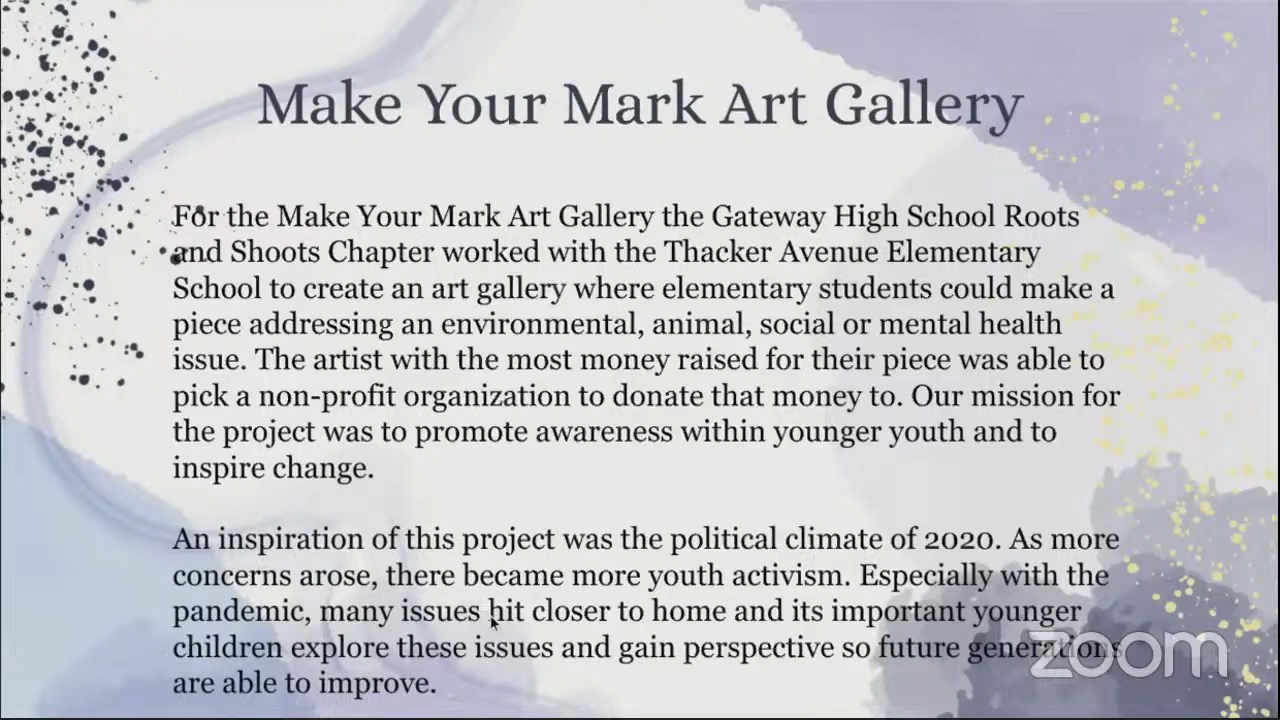 Make Your Mark Art Gallery
For the Make Your Mark Art Gallery the Gateway High School Roots
and Shoots Chapter worked with the Thacker Avenue Elementary
School to create an art gallery where elementary students could make a
piece addressing an environmental, animal, social or mental health
issue. The artist with the most money raised for their piece was able to
pick a non-profit organization to donate that money to. Our mission for
the project was to promote awareness within younger youth and to
inspire change.
An inspiration of this project was the political climate of 2020. As more
concerns arose, there became more youth activism. Especially with the
pandemic, many issues hit closer to home and its important younger
children explore these issues and gain perspective so future generations
are able to improve.
zoom